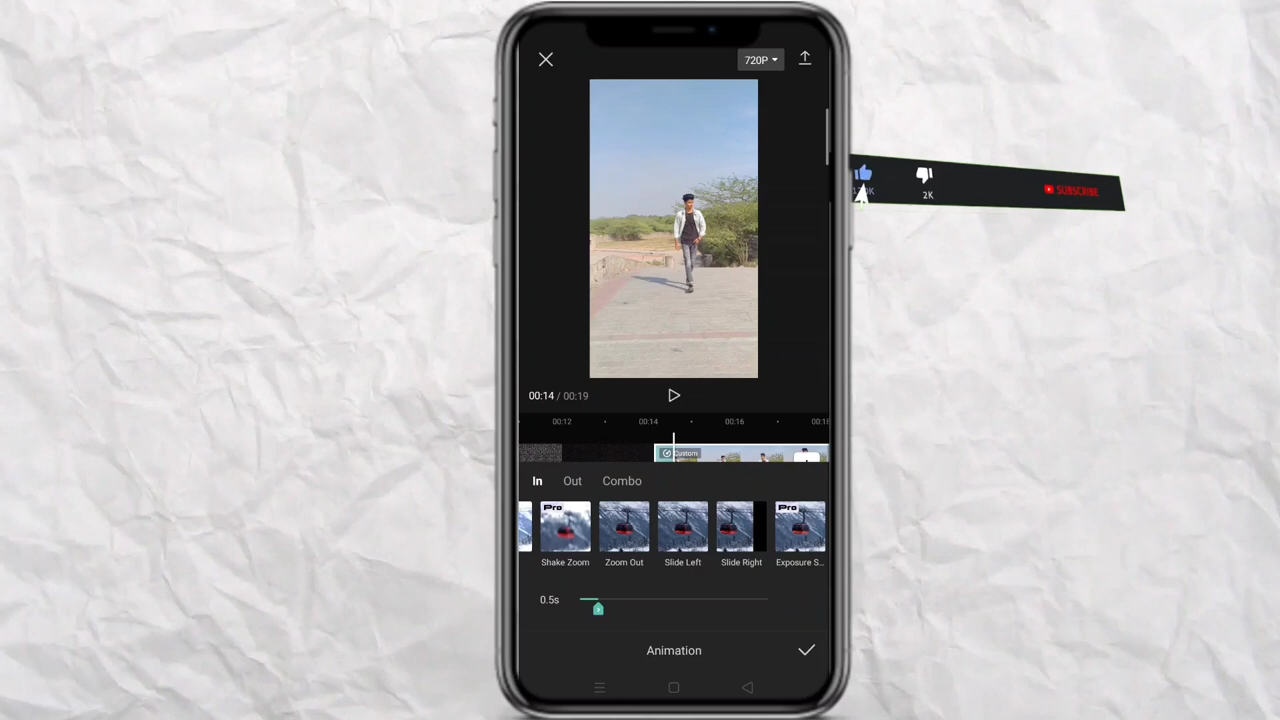 720P
2K
SUBSCRIBE
00:14 / 00:19
00:12
00:14
00:16
Custom
In
Out
Combo
Pro
Pro
Shake Zoom
Zoom Out
Slide Left
Slide Right
Exposure S...
0.5s
Animation